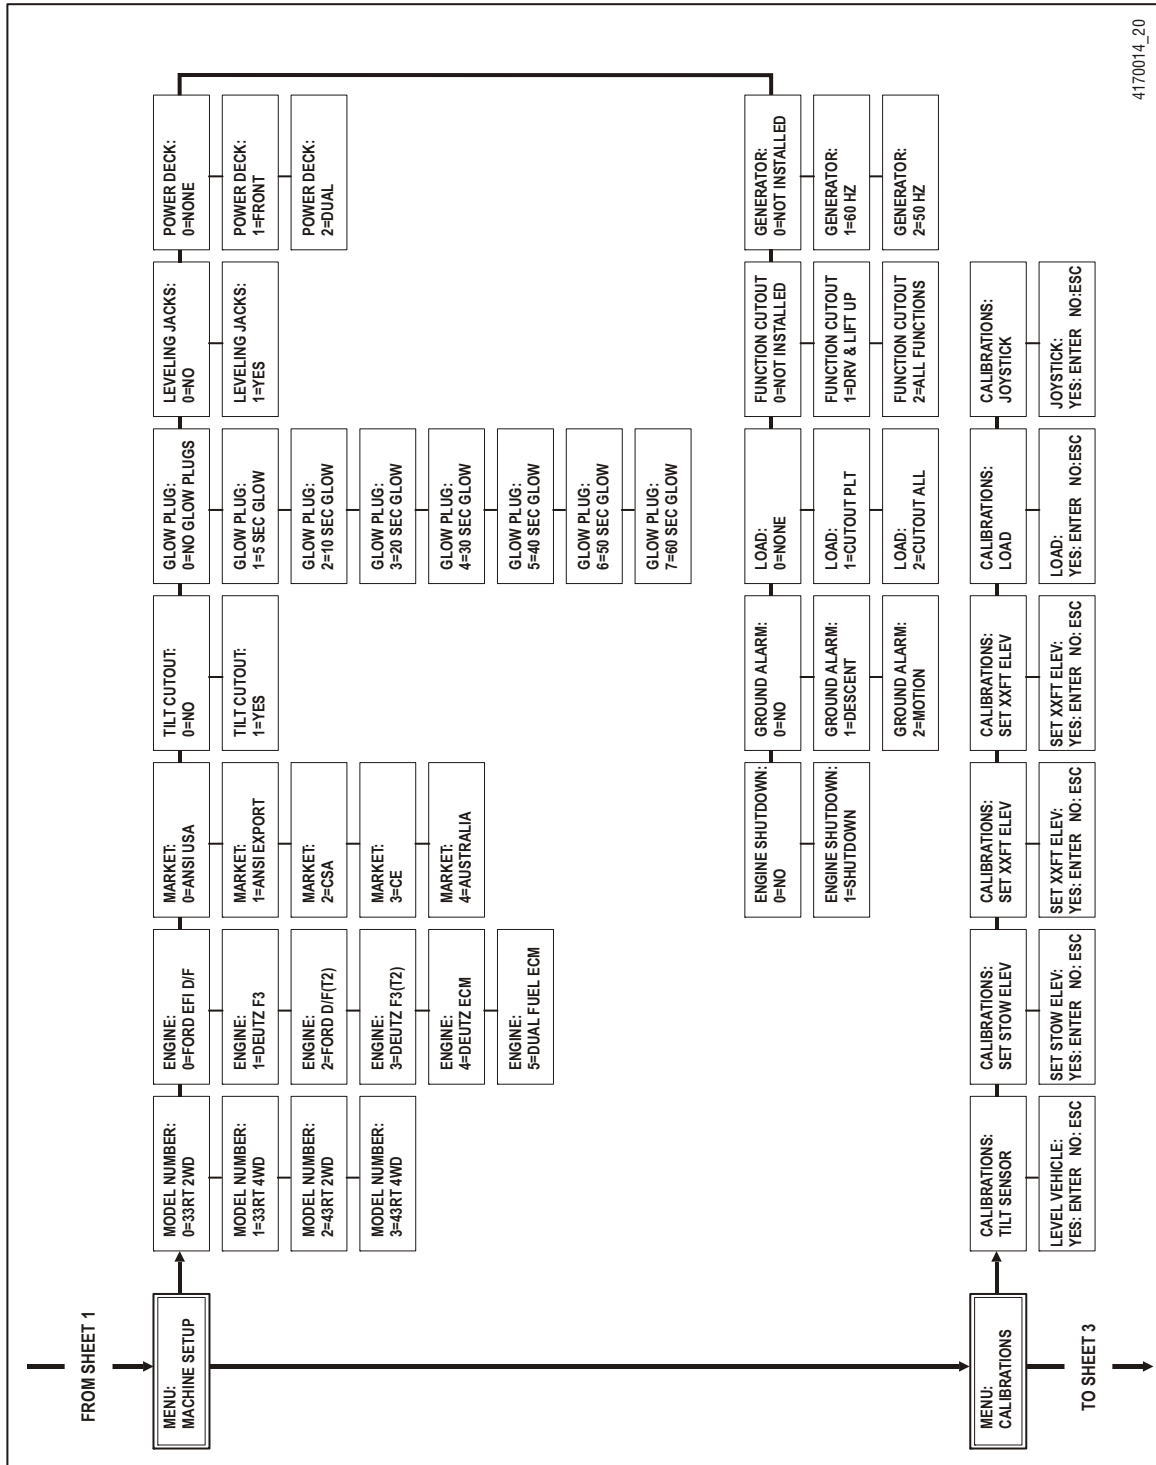 FROM SHEET 1
MENU:
MACHINE SETUP
MODEL NUMBER:
0=33RT 2WD
MODEL NUMBER:
1=33RT 4WD
MODEL NUMBER:
2=43RT 2WD
MODEL NUMBER:
3=43RT 4WD
ENGINE:
0=FORD EFI D/F
ENGINE:
1=DEUTZ F3
ENGINE:
2=FORD D/F(T2)
ENGINE:
3=DEUTZ F3(T2)
ENGINE:
4=DEUTZ ECM
ENGINE:
5=DUAL FUEL ECM
MARKET:
0=ANSI USA
MARKET:
1=ANSI EXPORT
MARKET:
2=CSA
MARKET:
3=CE
MARKET:
4=AUSTRALIA
TILT CUTOUT:
0=NO
TILT CUTOUT:
1=YES
GLOW PLUG:
0=NO GLOW PLUGS
GLOW PLUG:
1=5 SEC GLOW
GLOW PLUG:
2=10 SEC GLOW
GLOW PLUG:
3=20 SEC GLOW
GLOW PLUG:
4=30 SEC GLOW
GLOW PLUG:
5=40 SEC GLOW
GLOW PLUG:
6=50 SEC GLOW
GLOW PLUG:
7=60 SEC GLOW
LEVELING JACKS:
0=NO
LEVELING JACKS:
1=YES
POWER DECK:
0=NONE
POWER DECK:
1=FRONT
POWER DECK:
2=DUAL
ENGINE SHUTDOWN:
0=NO
ENGINE SHUTDOWN:
1=SHUTDOWN
GROUND ALARM:
0=NO
GROUND ALARM:
1=DESCENT
GROUND ALARM:
2=MOTION
LOAD:
0=NONE
LOAD:
1=CUTOUT PLT
LOAD:
2=CUTOUT ALL
FUNCTION CUTOUT
0=NOT INSTALLED
FUNCTION CUTOUT
1=DRV & LIFT UP
FUNCTION CUTOUT
2=ALL FUNCTIONS
GENERATOR:
0=NOT INSTALLED
GENERATOR:
1=60 HZ
GENERATOR:
2=50 HZ
MENU:
CALIBRATIONS
CALIBRATIONS:
TILT SENSOR
LEVEL VEHICLE:
YES: ENTER NO: ESC
CALIBRATIONS:
SET STOW ELEV
SET STOW ELEV:
YES: ENTER NO: ESC
CALIBRATIONS:
SET XXFT ELEV
SET XXFT ELEV:
YES: ENTER NO: ESC
CALIBRATIONS:
SET XXFT ELEV
SET XXFT ELEV:
YES: ENTER NO: ESC
CALIBRATIONS:
LOAD
LOAD:
YES: ENTER NO:ESC
CALIBRATIONS:
JOYSTICK
JOYSTICK:
YES: ENTER NO:ESC
TO SHEET 3
4170014_20